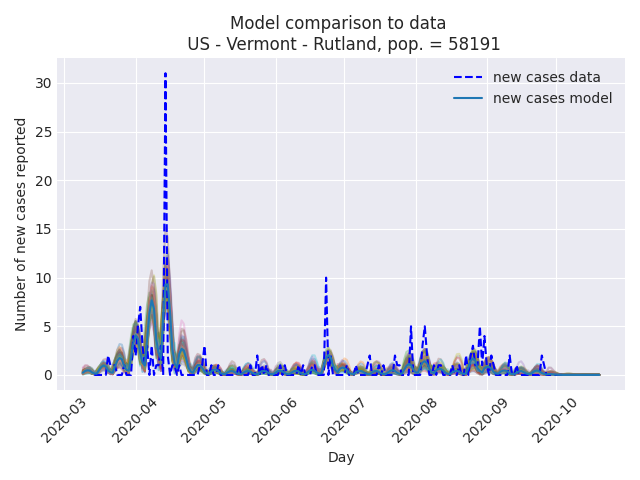 Model comparison to data
US - Vermont - Rutland, pop. = 58191
new cases data
new cases model
Number of new cases reported
30
25
20
15
10
5
0
2020-03
2020-04
2020-05
2020-06
2020-07
2020-08
2020-09
2020-10
Day